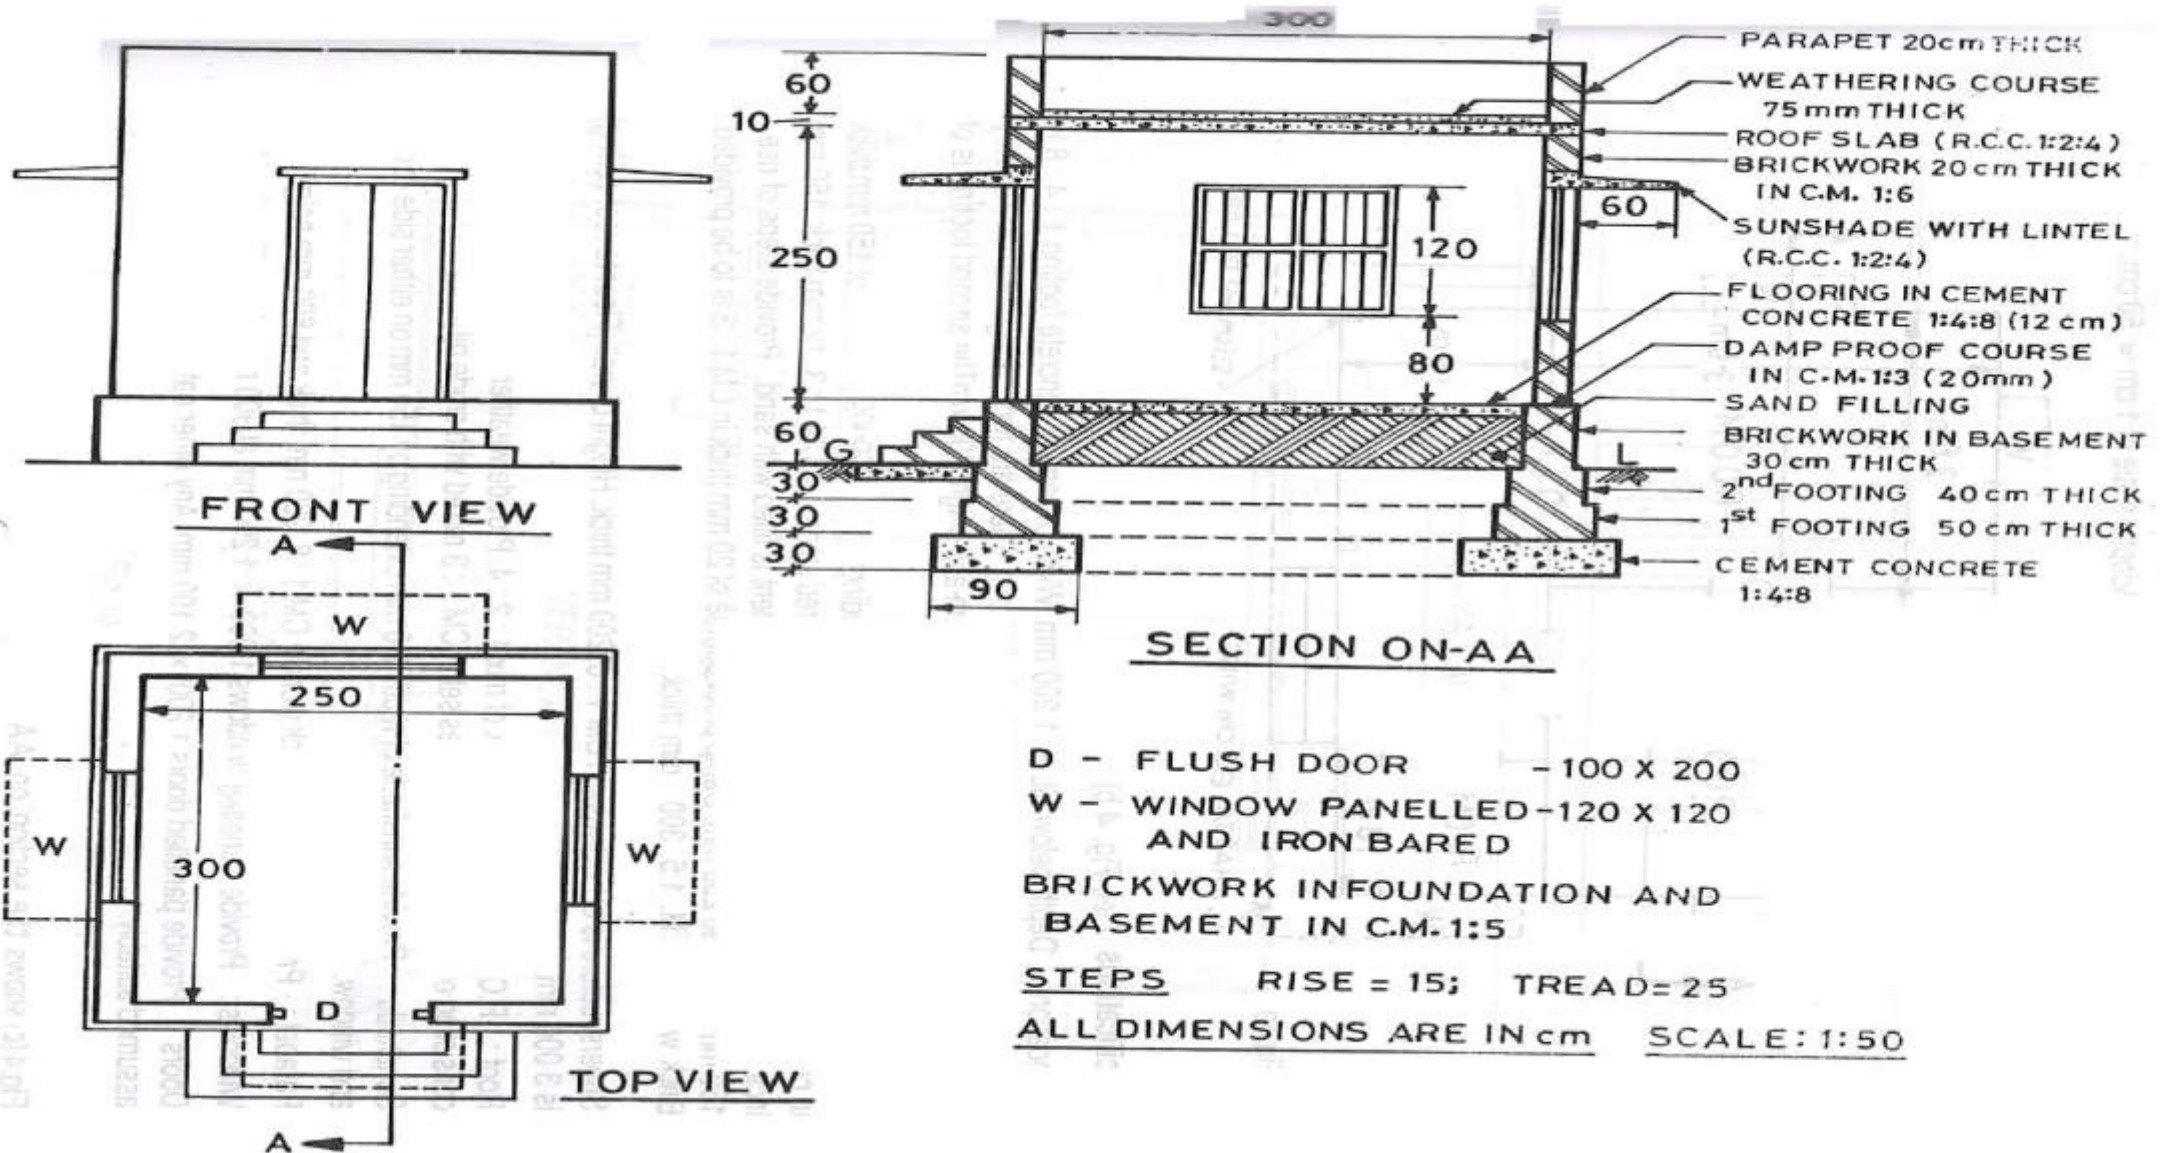 300
60
10
250
60
G
30
30
30
90
120
80
60
L
PARAPET 20cm THICK
WEATHERING COURSE
75mm THICK
ROOF SLAB (R.C.C. 1:2:4)
BRICKWORK 20cm THICK
IN C.M. 1:6
SUNSHADE WITH LINTEL
(R.C.C. 1:2:4)
FLOORING IN CEMENT
CONCRETE 1:4:8 (12 cm)
DAMP PROOF COURSE
IN C.M.1:3 (20mm)
SAND FILLING
BRICKWORK IN BASEMENT
30cm THICK
2nd FOOTING 40cm THICK
1st FOOTING 50cm THICK
CEMENT CONCRETE
1:4:8
FRONT VIEW
SECTION ON-AA
A
W
250
300
W
W
D
TOP VIEW
A
D - FLUSH DOOR - 100 X 200
W - WINDOW PANELLED-120 X 120
AND IRON BARED
BRICKWORK INFOUNDATION AND
BASEMENT IN C.M.1:5
STEPS RISE = 15; TREAD= 25
ALL DIMENSIONS ARE IN cm SCALE: 1:50